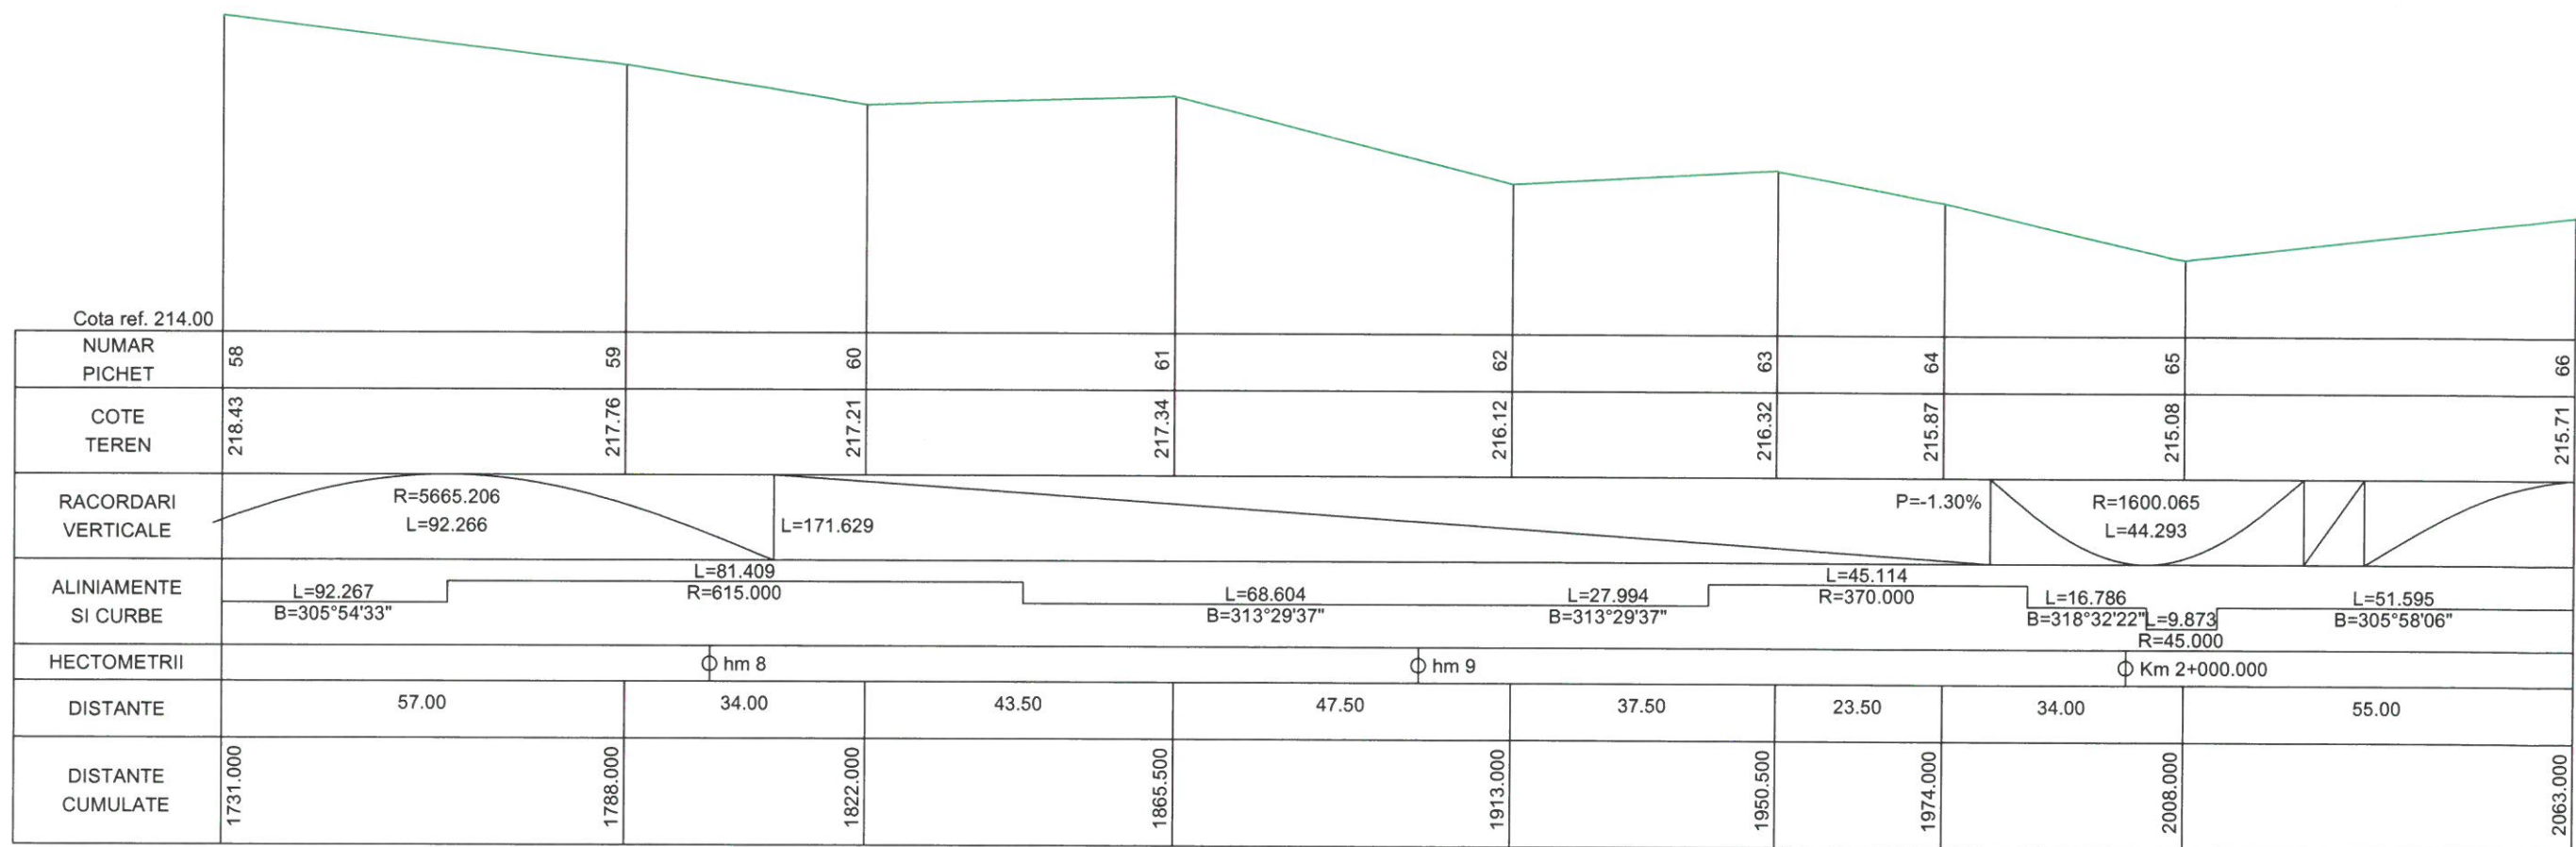 Cota ref. 214.00
NUMAR
PICHET
58 59 60 61 62 63 64 65 66
COTE
TEREN
218.43 217.76 217.21 217.34 216.12 216.32 215.87 215.08 215.71
RACORDARI
VERTICALE
R=5665.206
L=92.266
L=171.629
P=-1.30%
R=1600.065
L=44.293
ALINIAMENTE
SI CURBE
L=92.267
B=305°54'33"
L=81.409
R=615.000
L=68.604
B=313°29'37"
L=27.994
B=313°29'37"
L=45.114
R=370.000
L=16.786
B=318°32'22"
L=9.873
R=45.000
L=51.595
B=305°58'06"
HECTOMETRII
hm 8
hm 9
Km 2+000.000
DISTANTE
57.00 34.00 43.50 47.50 37.50 23.50 34.00 55.00
DISTANTE
CUMULATE
1731.000 1788.000 1822.000 1865.500 1913.000 1950.500 1974.000 2008.000 2063.000